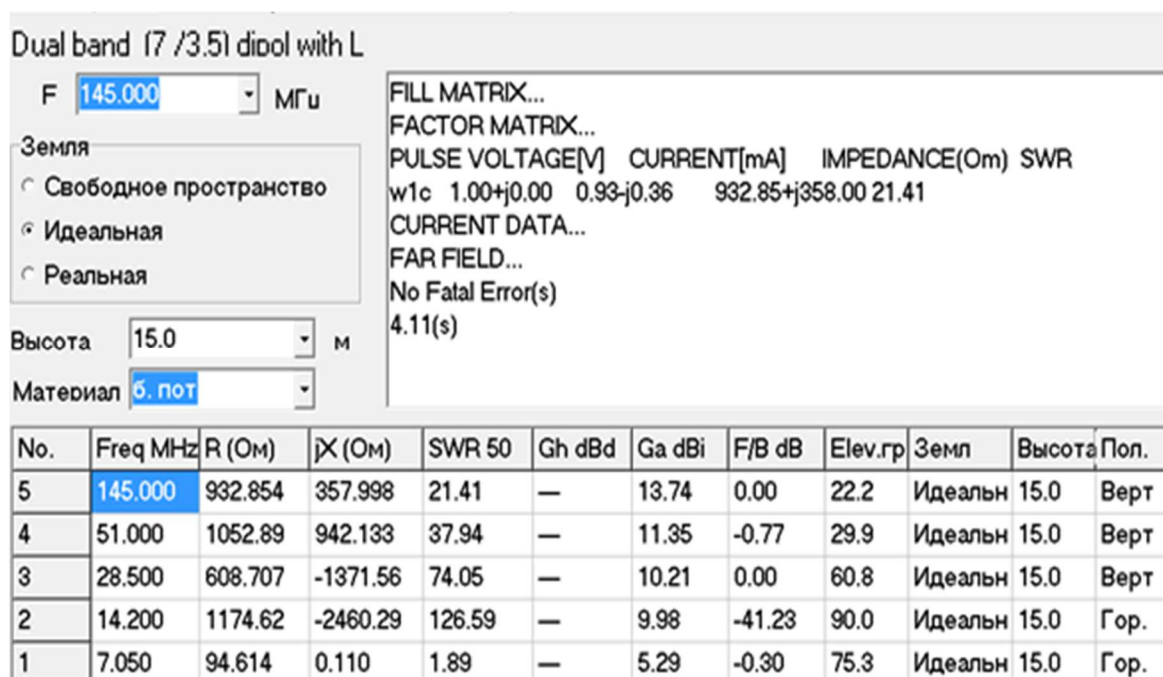 Dual band (7 /3.5) dipol with L
F 145.000 МГц
Земля
Свободное пространство
Идеальная
Реальная
Высота 15.0 м
Материал б. пот
FILL MATRIX...
FACTOR MATRIX...
PULSE VOLTAGE[V] CURRENT[mA] IMPEDANCE(Om) SWR
w1c 1.00+j0.00 0.93-j0.36 932.85+j358.00 21.41
CURRENT DATA...
FAR FIELD...
No Fatal Error(s)
4.11(s)
No. Freq MHz R (Ом) jX (Ом) SWR 50 Gh dBd Ga dBi F/B dB Elev.гр Земл Высота Пол.
5 145.000 932.854 357.998 21.41 — 13.74 0.00 22.2 Идеальн 15.0 Верт
4 51.000 1052.89 942.133 37.94 — 11.35 -0.77 29.9 Идеальн 15.0 Верт
3 28.500 608.707 -1371.56 74.05 — 10.21 0.00 60.8 Идеальн 15.0 Верт
2 14.200 1174.62 -2460.29 126.59 — 9.98 -41.23 90.0 Идеальн 15.0 Гор.
1 7.050 94.614 0.110 1.89 — 5.29 -0.30 75.3 Идеальн 15.0 Гор.